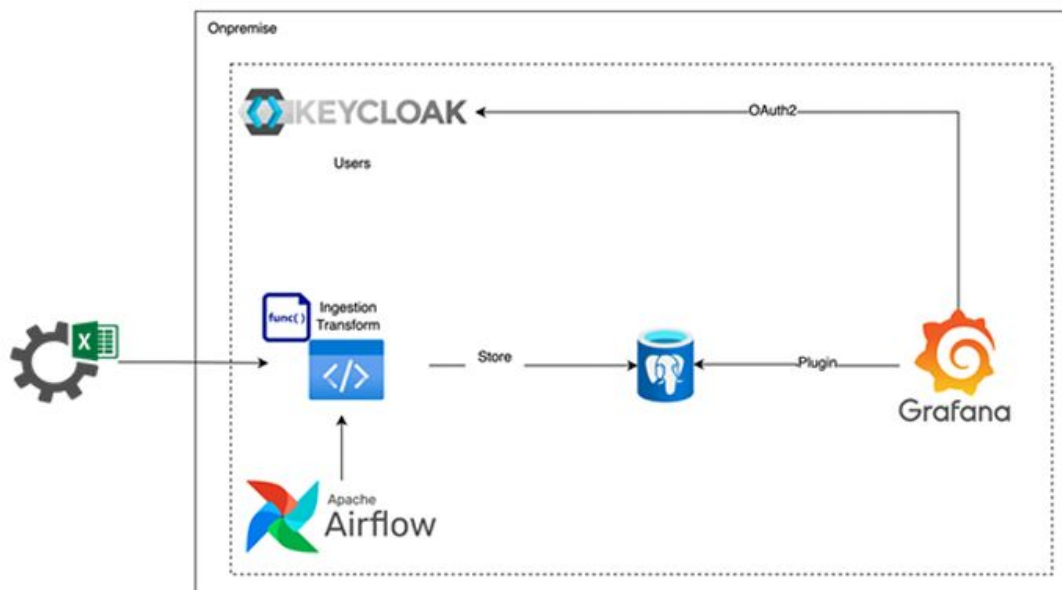 Onpremise
KEYCLOAK
OAuth2
Users
func()
Ingestion
Transform
X
</>
Store
Plugin
Grafana
Apache
Airflow